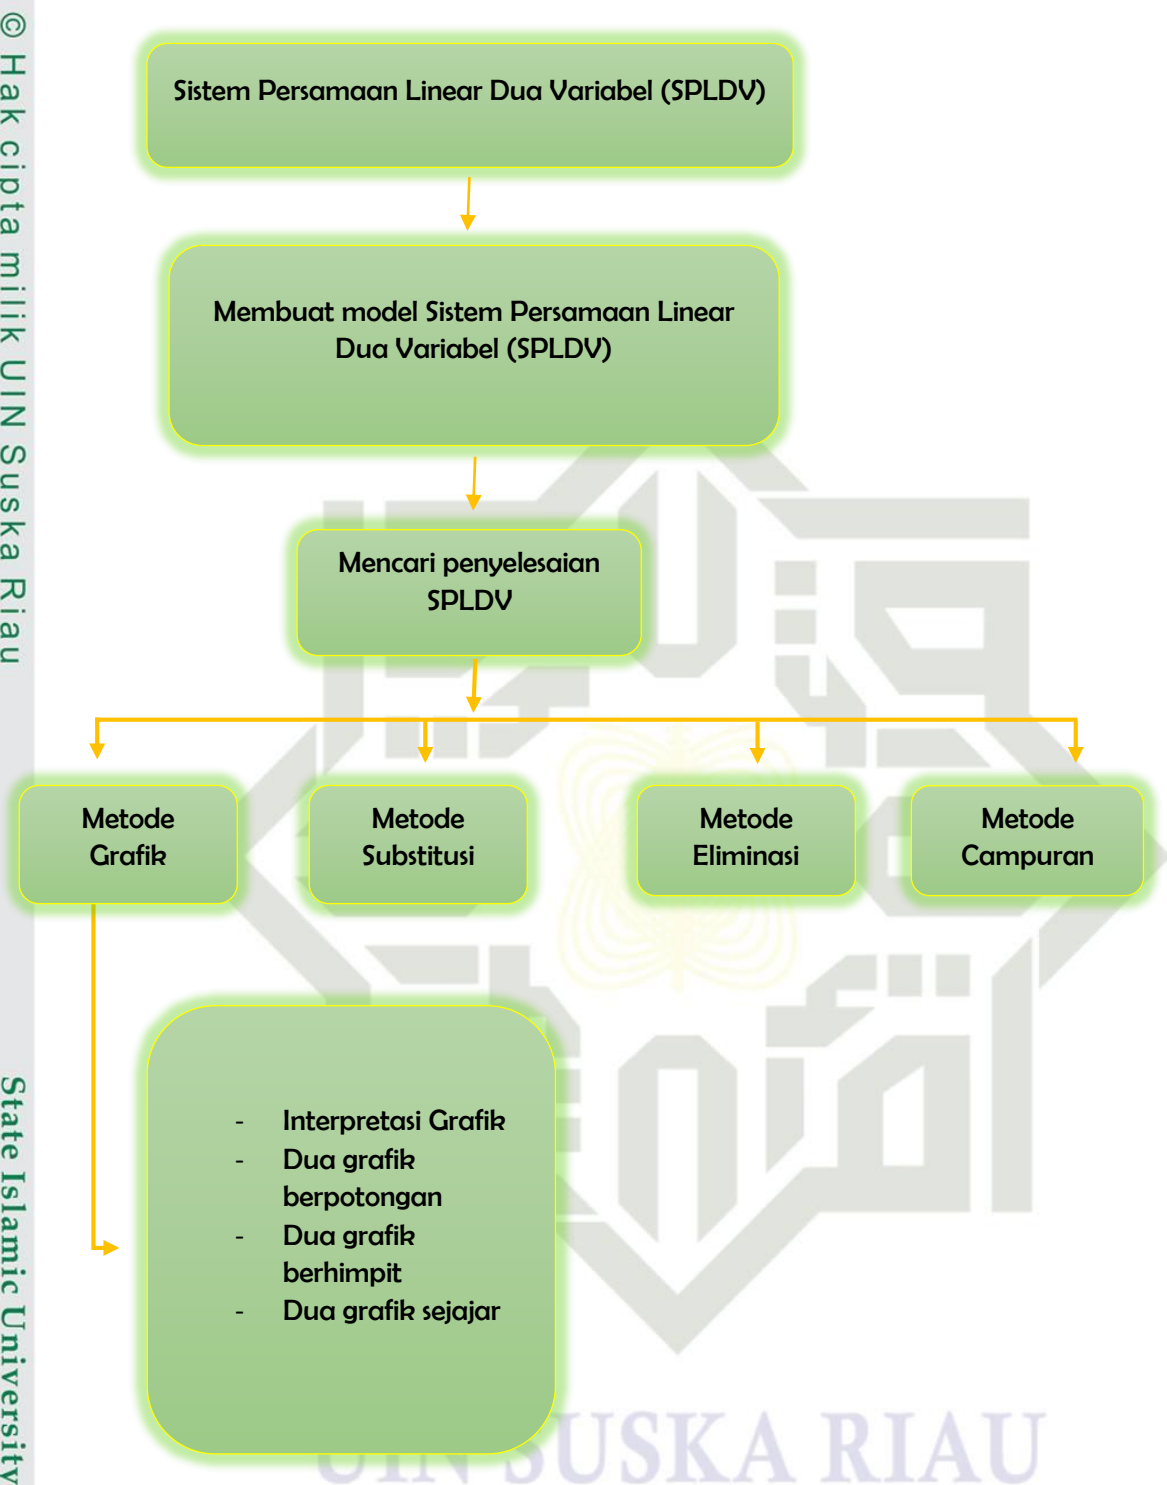 © Hak cipta milik UIN Suska Riau
State Islamic University
Sistem Persamaan Linear Dua Variabel (SPLDV)
Membuat model Sistem Persamaan Linear
Dua Variabel (SPLDV)
Mencari penyelesaian
SPLDV
Metode
Grafik
Metode
Substitusi
Metode
Eliminasi
Metode
Campuran
- Interpretasi Grafik
- Dua grafik
berpotongan
- Dua grafik
berhimpit
- Dua grafik sejajar
UIN SUSKA RIAU